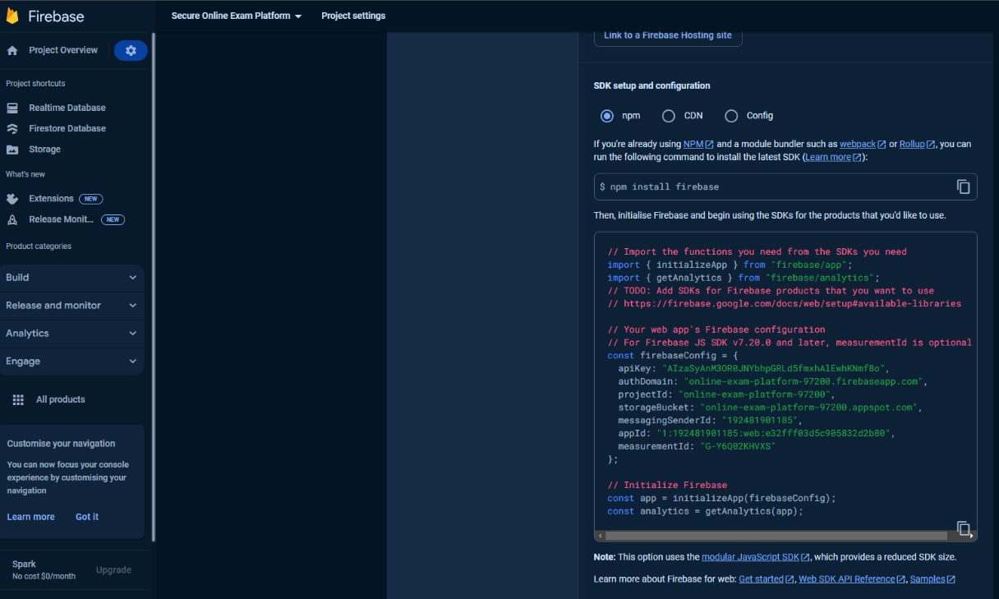 Firebase
Secure Online Exam Platform
Project settings
Project Overview
Project shortcuts
Realtime Database
Firestore Database
Storage
What's new
Extensions NEW
Release Monit... NEW
Product categories
Build
Release and monitor
Analytics
Engage
All products
Customise your navigation
You can now focus your console
experience by customising your
navigation
Learn more Got it
Spark
No cost $0/month
Upgrade
Link to a Firebase Hosting site
SDK setup and configuration
npm CDN Config
If you're already using NPM and a module bundler such as webpack or Rollup, you can
run the following command to install the latest SDK (Learn more):
$ npm install firebase
Then, initialise Firebase and begin using the SDKs for the products that you'd like to use.
// Import the functions you need from the SDKs you need
import { initializeApp } from "firebase/app";
import { getAnalytics } from "firebase/analytics";
// TODO: Add SDKs for Firebase products that you want to use
// https://firebase.google.com/docs/web/setup#available-libraries
// Your web app's Firebase configuration
// For Firebase JS SDK v7.20.0 and later, measurementId is optional
const firebaseConfig = {
apiKey: "AIzaSyAnM3OR0JNYbhpGRLd5fmxhAlEwhKNmf8o",
authDomain: "online-exam-platform-97200.firebaseapp.com",
projectId: "online-exam-platform-97200",
storageBucket: "online-exam-platform-97200.appspot.com",
messagingSenderId: "192481901185",
appId: "1:192481901185:web:e32fff03d5c905832d2b80",
measurementId: "G-Y6Q02KHVXS"
};
// Initialize Firebase
const app = initializeApp(firebaseConfig);
const analytics = getAnalytics(app);
Note: This option uses the modular JavaScript SDK, which provides a reduced SDK size.
Learn more about Firebase for web: Get started, Web SDK API Reference, Samples